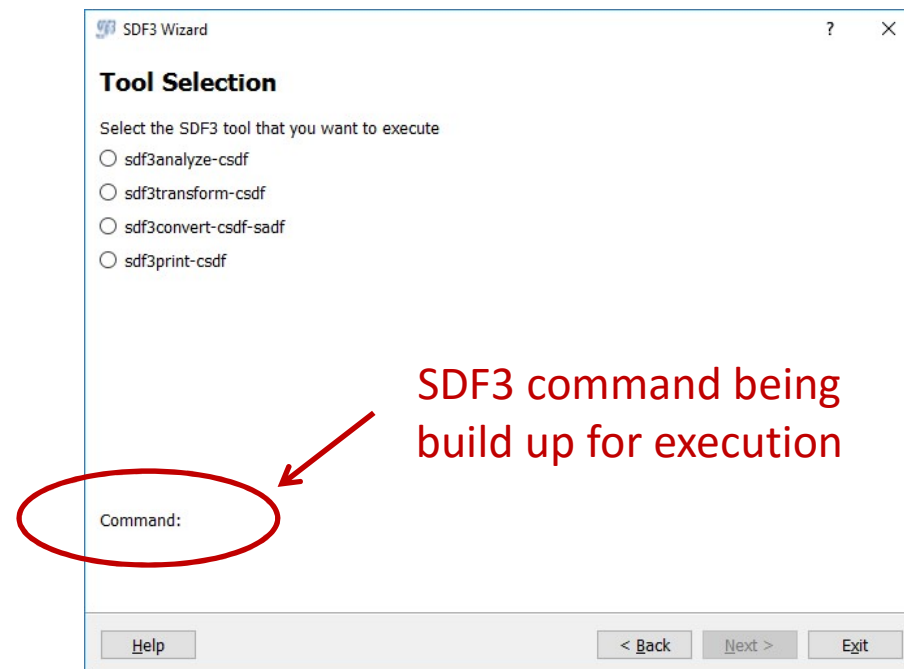 SDF3 Wizard
Tool Selection
Select the SDF3 tool that you want to execute
sdf3analyze-csdf
sdf3transform-csdf
sdf3convert-csdf-sadf
sdf3print-csdf
SDF3 command being
build up for execution
Command:
Help
< Back
Next >
Exit